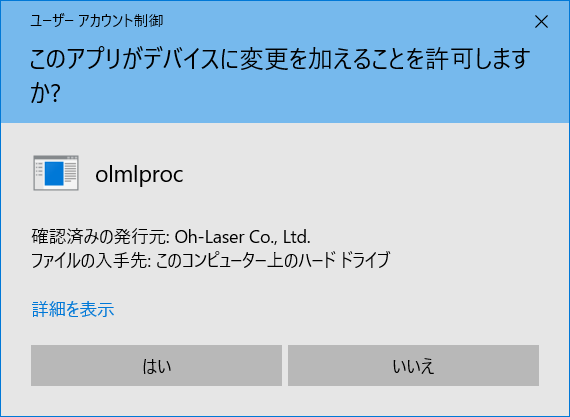 ユーザー アカウント制御
このアプリがデバイスに変更を加えることを許可します
か?
olmlproc
確認済みの発行元: Oh-Laser Co., Ltd.
ファイルの入手先: このコンピューター上のハード ドライブ
詳細を表示
はい
いいえ